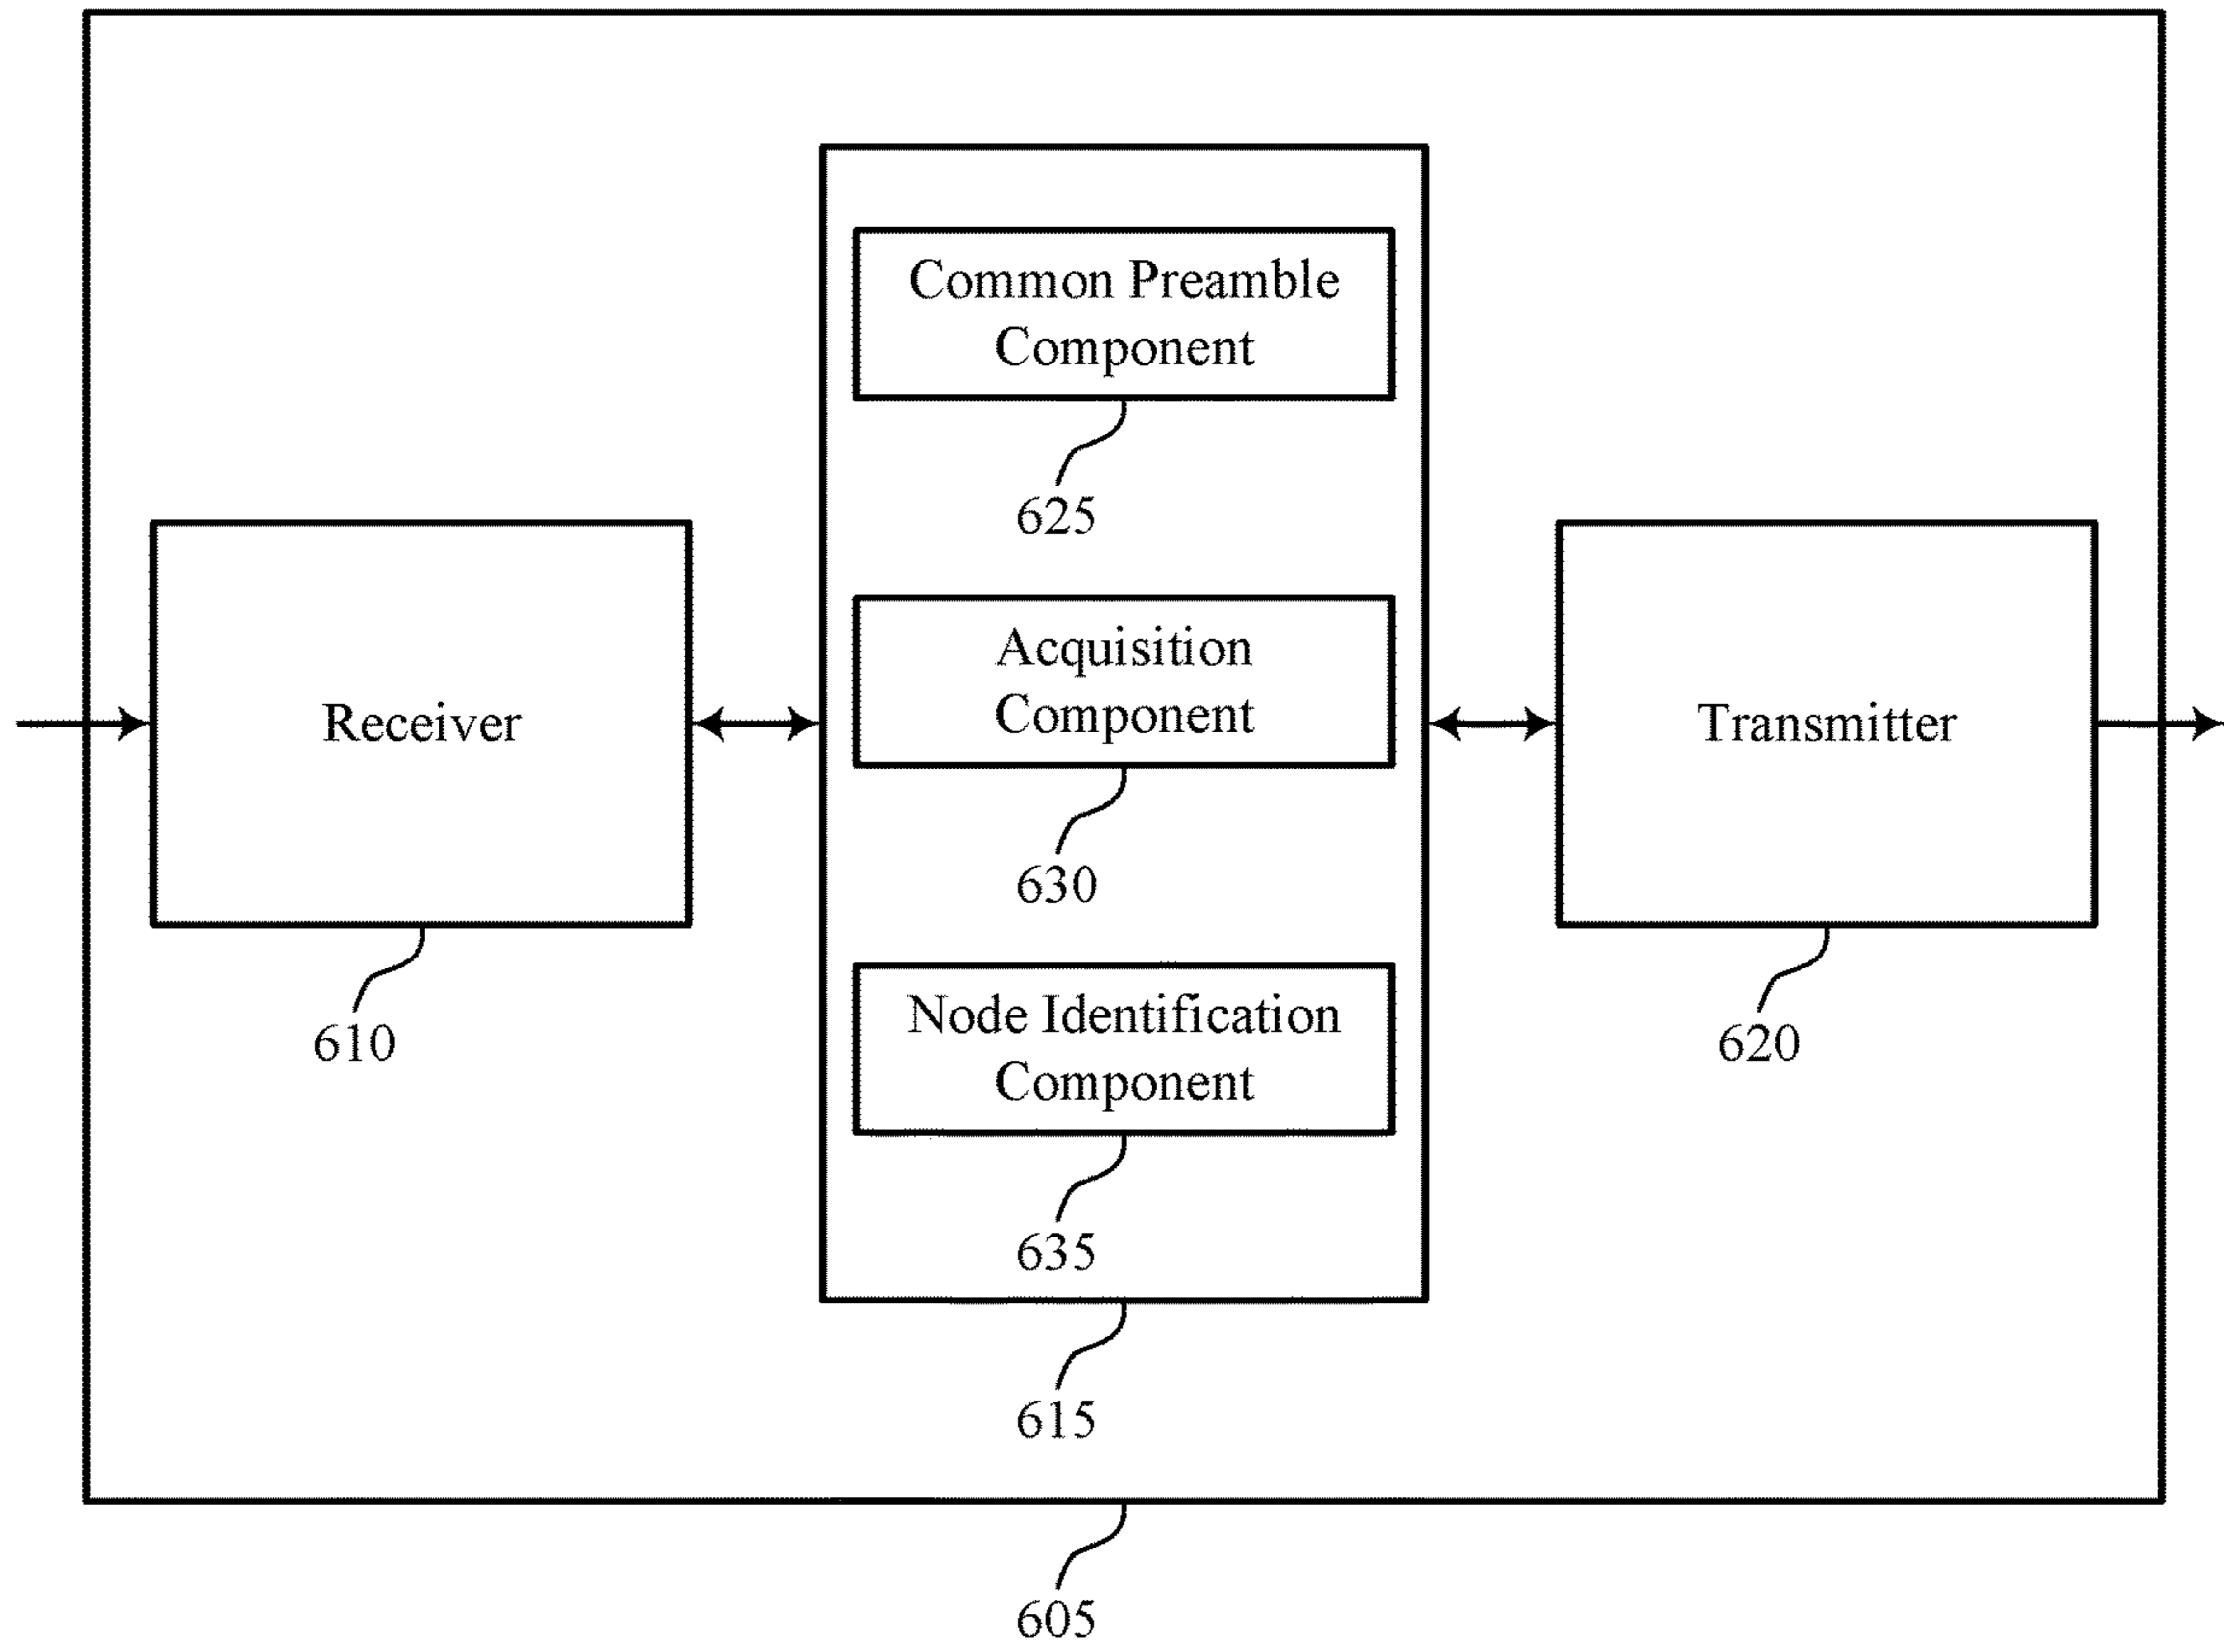 Common Preamble
Component
625
Receiver
Acquisition
Component
Transmitter
630
610
Node Identification
Component
620
635
615
605